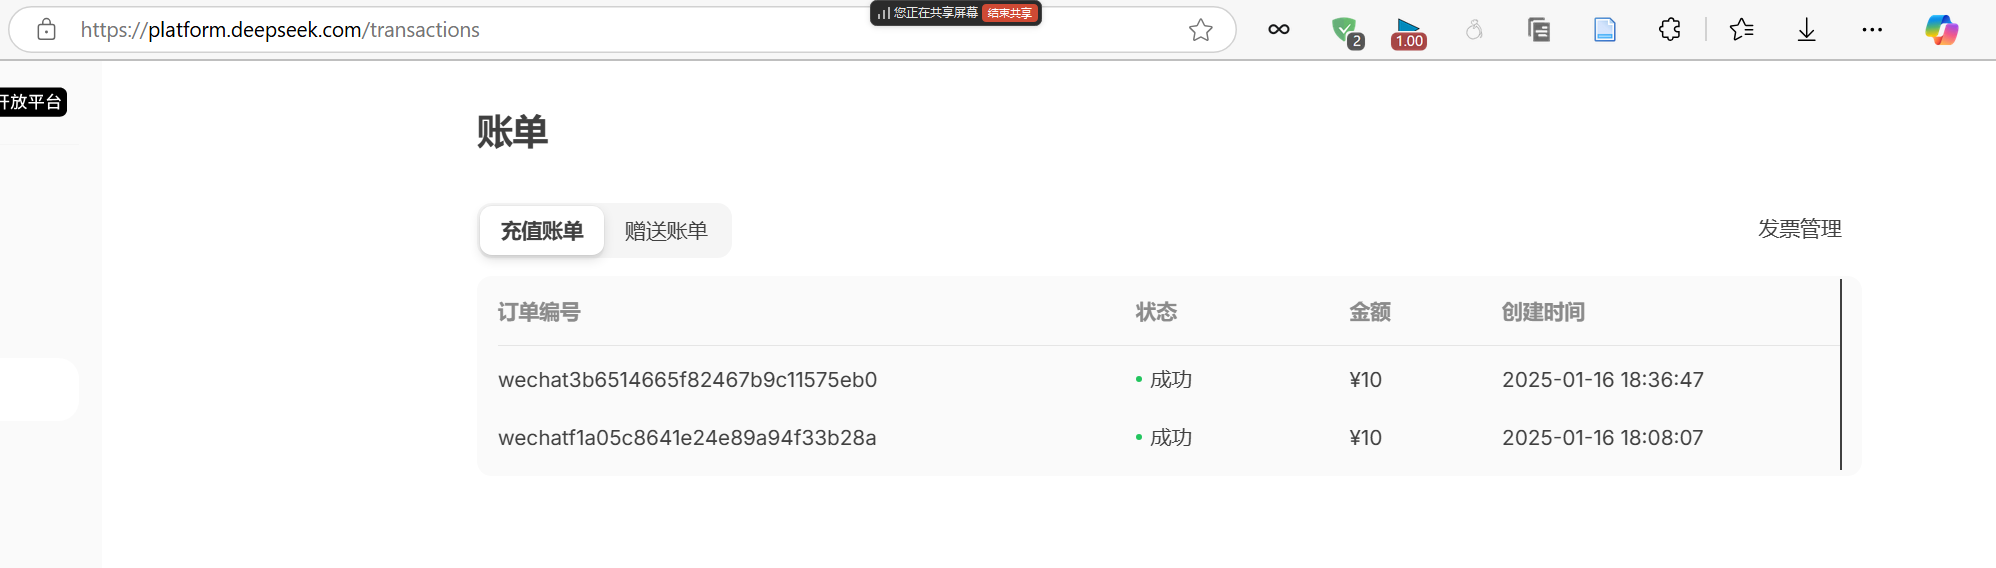 您正在共享屏幕 结束共享
https://platform.deepseek.com/transactions
2
1.00
开放平台
账单
充值账单 赠送账单 发票管理
订单编号 状态 金额 创建时间
wechat3b6514665f82467b9c11575eb0 成功 ¥10 2025-01-16 18:36:47
wechatf1a05c8641e24e89a94f33b28a 成功 ¥10 2025-01-16 18:08:07